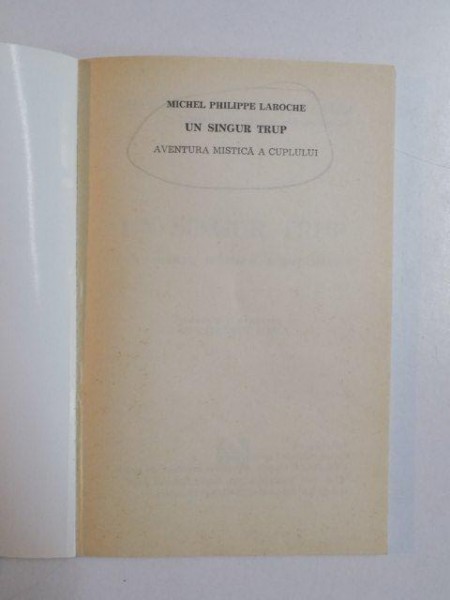 MICHEL PHILIPPE LAROCHE
UN SINGUR TRUP
AVENTURA MISTICĂ A CUPLULUI